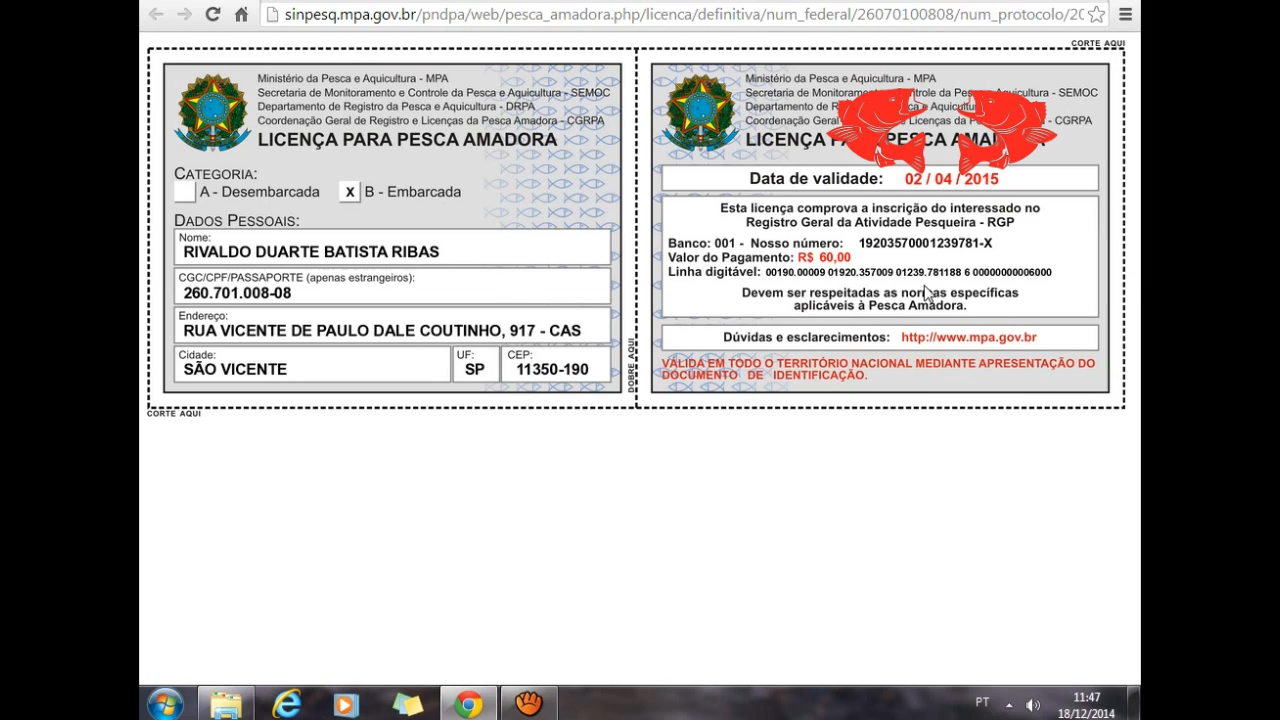 sinpesq.mpa.gov.br/pndpa/web/pesca_amadora.php/licenca/definitiva/num_federal/26070100808/num_protocolo/20
CORTE AQUI
Ministério da Pesca e Aquicultura - MPA
Secretaria de Monitoramento e Controle da Pesca e Aquicultura - SEMOC
Departamento de Registro da Pesca e Aquicultura - DRPA
Coordenação Geral de Registro e Licenças da Pesca Amadora - CGRPA
LICENÇA PARA PESCA AMADORA
CATEGORIA:
A - Desembarcada X B - Embarcada
DADOS PESSOAIS:
Nome:
RIVALDO DUARTE BATISTA RIBAS
CGC/CPF/PASSAPORTE (apenas estrangeiros):
260.701.008-08
Endereço:
RUA VICENTE DE PAULO DALE COUTINHO, 917 - CAS
Cidade: UF: CEP:
SÃO VICENTE SP 11350-190
CORTE AQUI
DOBRE AQUI
Ministério da Pesca e Aquicultura - MPA
Secretaria de Monitoramento e Controle da Pesca e Aquicultura - SEMOC
Departamento de Aquicultura
Coordenação Geral Licenças da - CGRPA
LICENÇA PESCA
Data de validade: 02 / 04 / 2015
Esta licença comprova a inscrição do interessado no
Registro Geral da Atividade Pesqueira - RGP
Banco: 001 - Nosso número: 19203570001239781-X
Valor do Pagamento: R$ 60,00
Linha digitável: 00190.00009 01920.357009 01239.781188 6 00000000006000
Devem ser respeitadas as normas específicas
aplicáveis à Pesca Amadora.
Dúvidas e esclarecimentos: http://www.mpa.gov.br
VÁLIDA EM TODO O TERRITÓRIO NACIONAL MEDIANTE APRESENTAÇÃO DO
DOCUMENTO DE IDENTIFICAÇÃO.
PT
11:47
18/12/2014